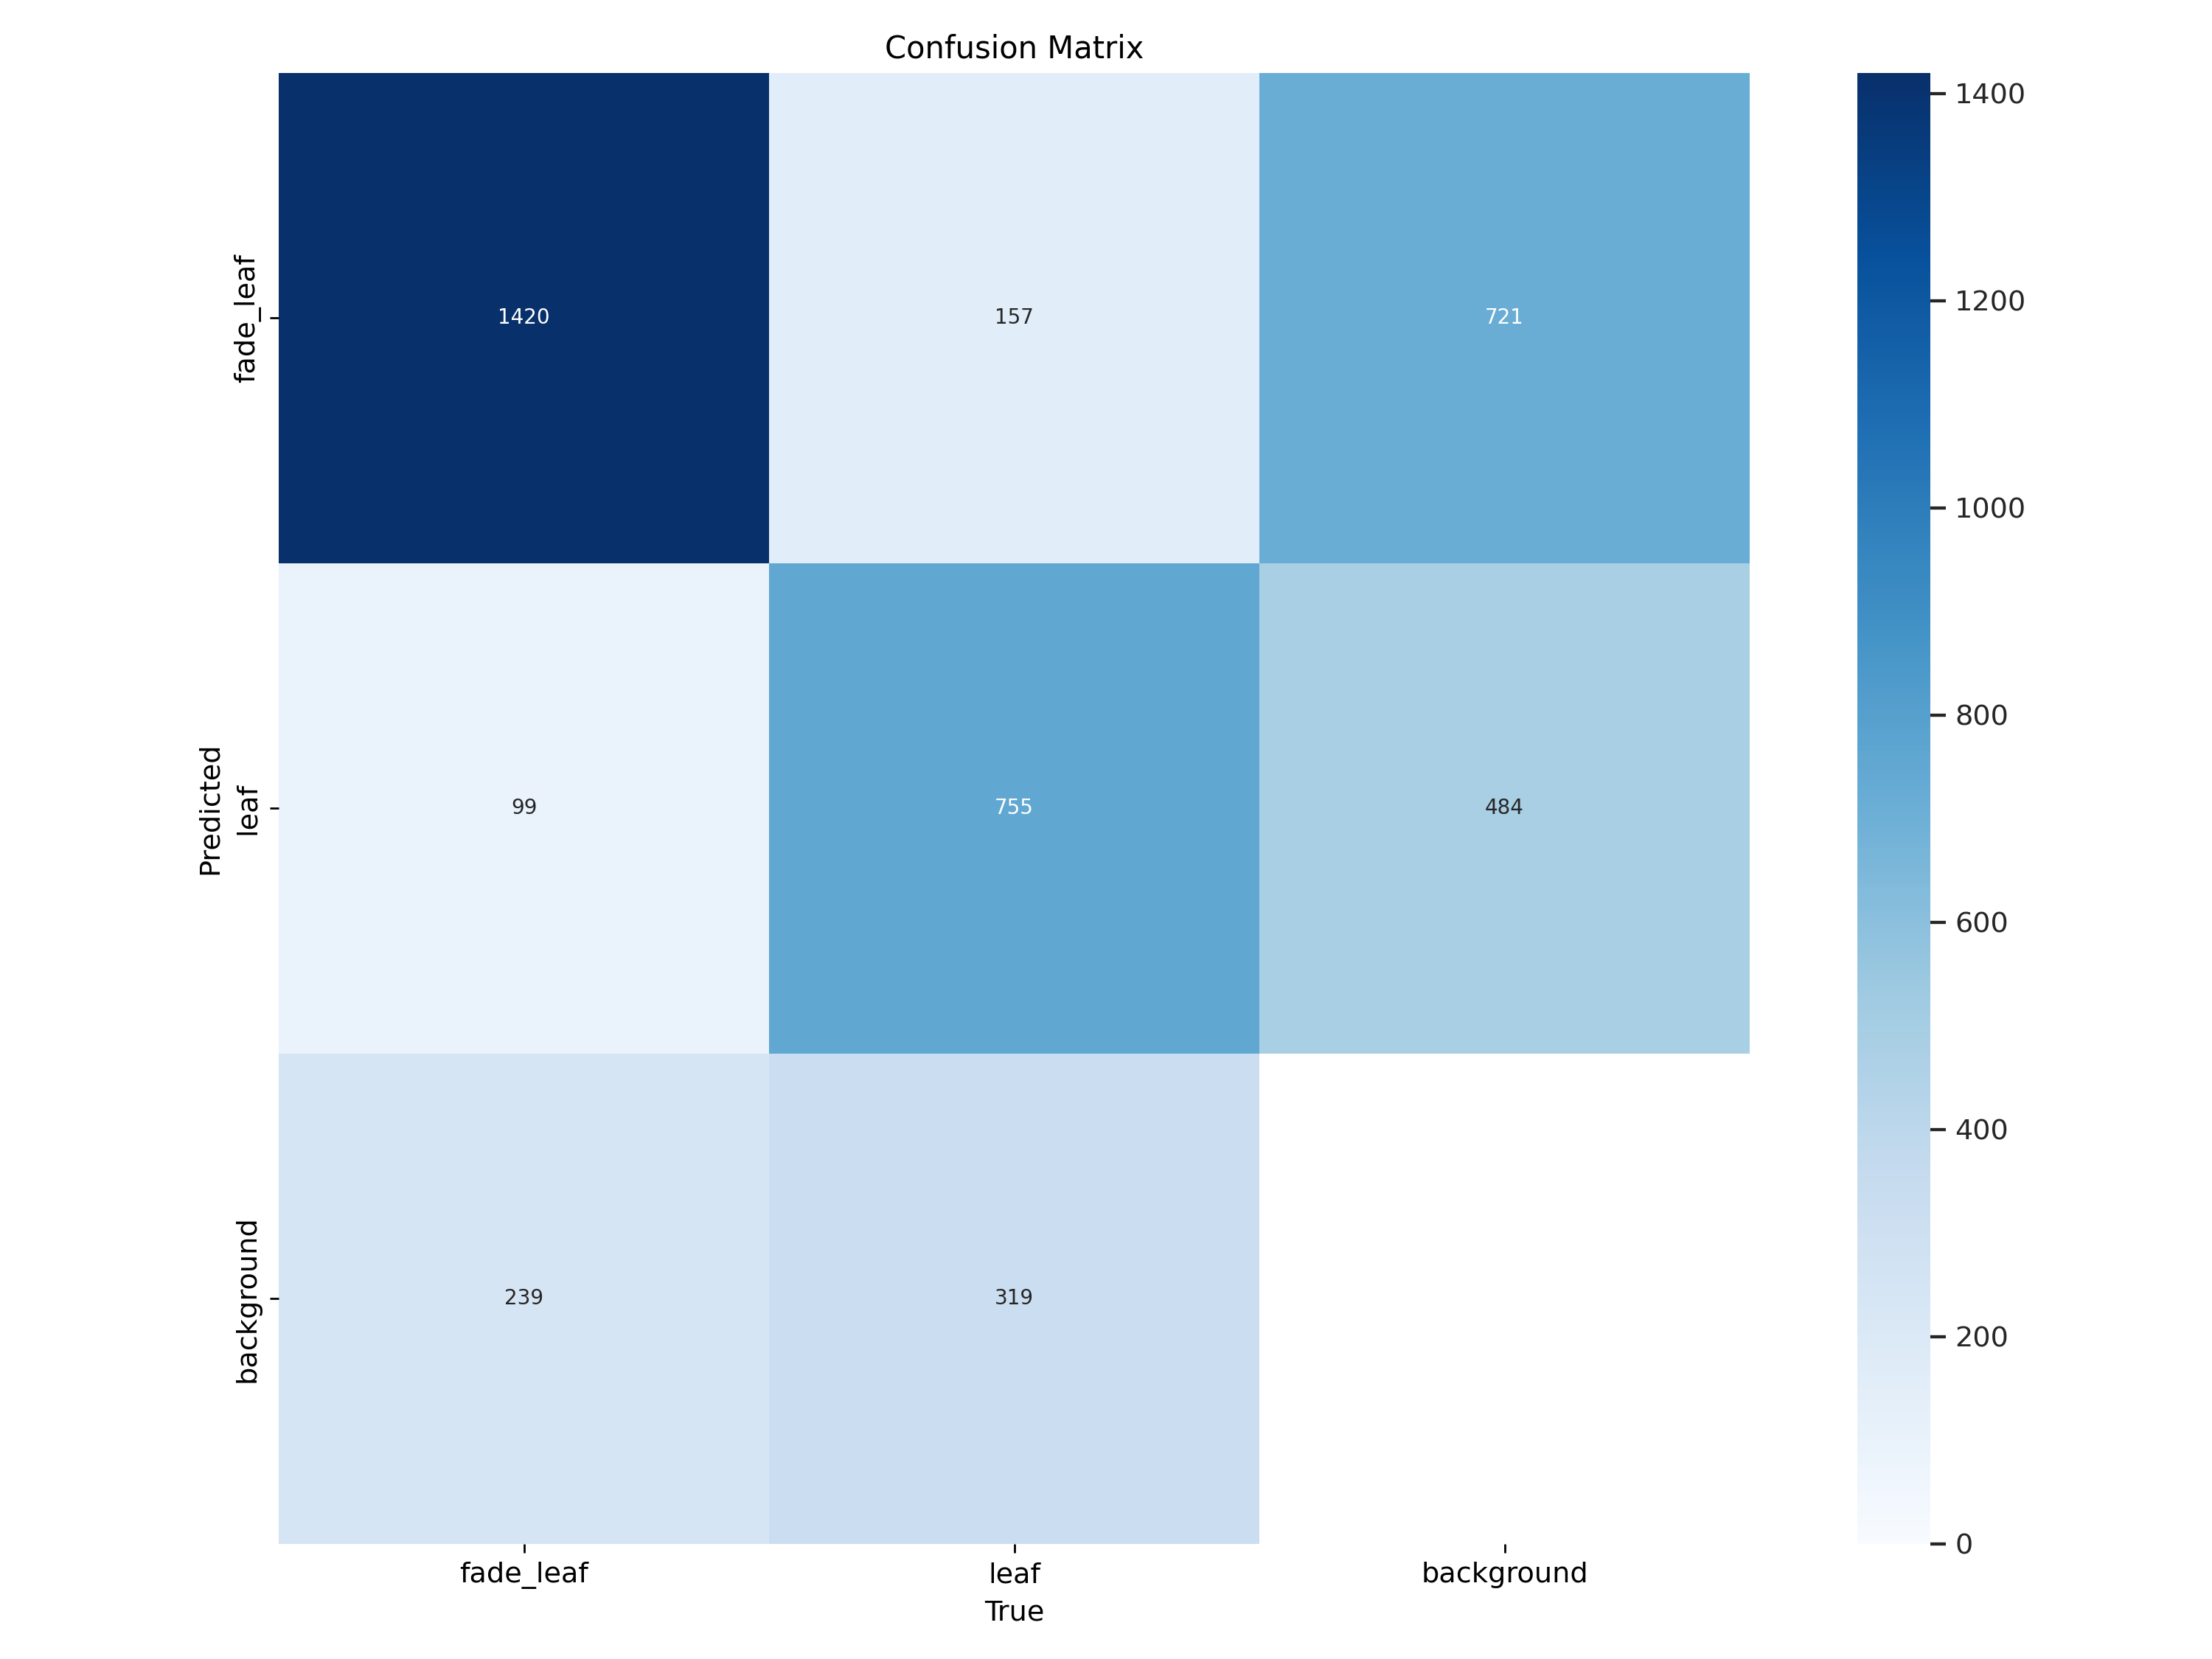 Confusion Matrix
fade_leaf
1420
157
721
1400
1200
1000
Predicted
leaf
99
755
484
800
600
background
239
319
400
200
0
fade_leaf
leaf
background
True